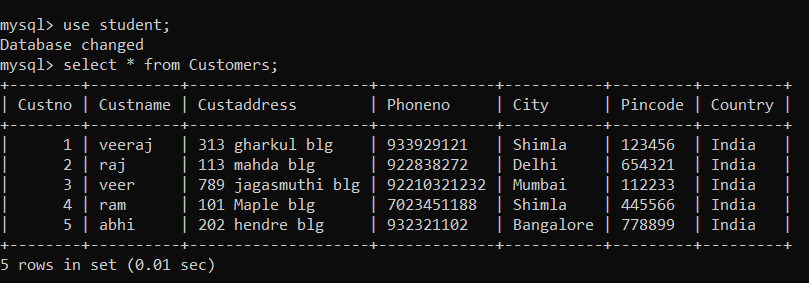 mysql> use student;
Database changed
mysql> select * from Customers;
+--------+----------+-------------------+-------------+-----------+---------+---------+
| Custno | Custname | Custaddress       | Phoneno     | City      | Pincode | Country |
+--------+----------+-------------------+-------------+-----------+---------+---------+
|      1 | veeraj   | 313 gharkul blg   | 933929121   | Shimla    | 123456  | India   |
|      2 | raj      | 113 mahda blg     | 922838272   | Delhi     | 654321  | India   |
|      3 | veer     | 789 jagasmuthi blg | 92210321232 | Mumbai    | 112233  | India   |
|      4 | ram      | 101 Maple blg     | 7023451188  | Shimla    | 445566  | India   |
|      5 | abhi     | 202 hendre blg    | 932321102   | Bangalore | 778899  | India   |
+--------+----------+-------------------+-------------+-----------+---------+---------+
5 rows in set (0.01 sec)